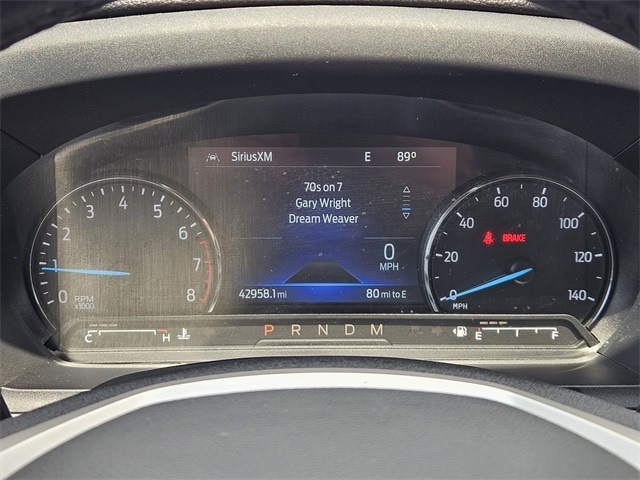 SiriusXM E 89°
70s on 7
Gary Wright
Dream Weaver
0
MPH
42958.1 mi 80 mi to E
0 1 2 3 4 5 6 7 8
RPM
x1000
0 20 40 60 80 100 120 140
MPH
BRAKE
C H
P R N D M
E F